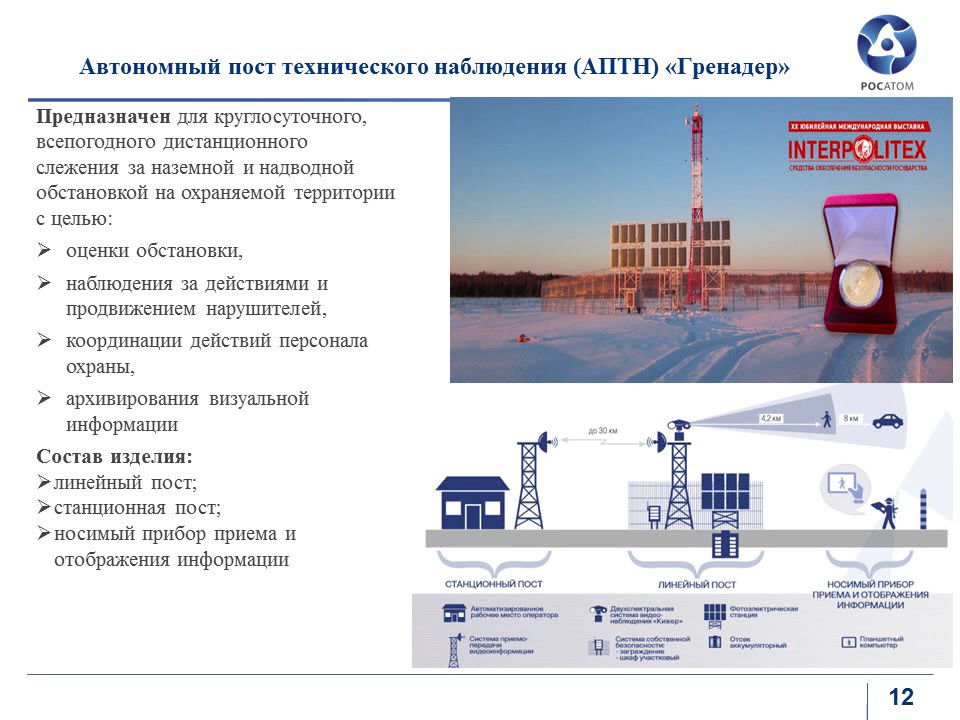 Автономный пост технического наблюдения (АПТН) «Гренадер»
РОСАТОМ
Предназначен для круглосуточного,
всепогодного дистанционного
слежения за наземной и надводной
обстановкой на охраняемой территории
с целью:
оценки обстановки,
наблюдения за действиями и
продвижением нарушителей,
координации действий персонала
охраны,
архивирования визуальной
информации
Состав изделия:
линейный пост;
станционная пост;
носимый прибор приема и
отображения информации
XX ЮБИЛЕЙНАЯ МЕЖДУНАРОДНАЯ ВЫСТАВКА
INTERPOLITEX
СРЕДСТВА ОБЕСПЕЧЕНИЯ БЕЗОПАСНОСТИ ГОСУДАРСТВА
до 30 км
4,2 км
8 км
СТАНЦИОННЫЙ ПОСТ
ЛИНЕЙНЫЙ ПОСТ
НОСИМЫЙ ПРИБОР
ПРИЕМА И ОТОБРАЖЕНИЯ
ИНФОРМАЦИИ
Автоматизированное
рабочее место оператора
Двухспектральная
система видео-
наблюдения «Кивер»
Фотоэлектрическая
станция
Система приемо-
передачи
видеоинформации
Система собственной
безопасности:
- заграждение
- шкаф участковый
Отсек
аккумуляторный
Планшетный
компьютер
12